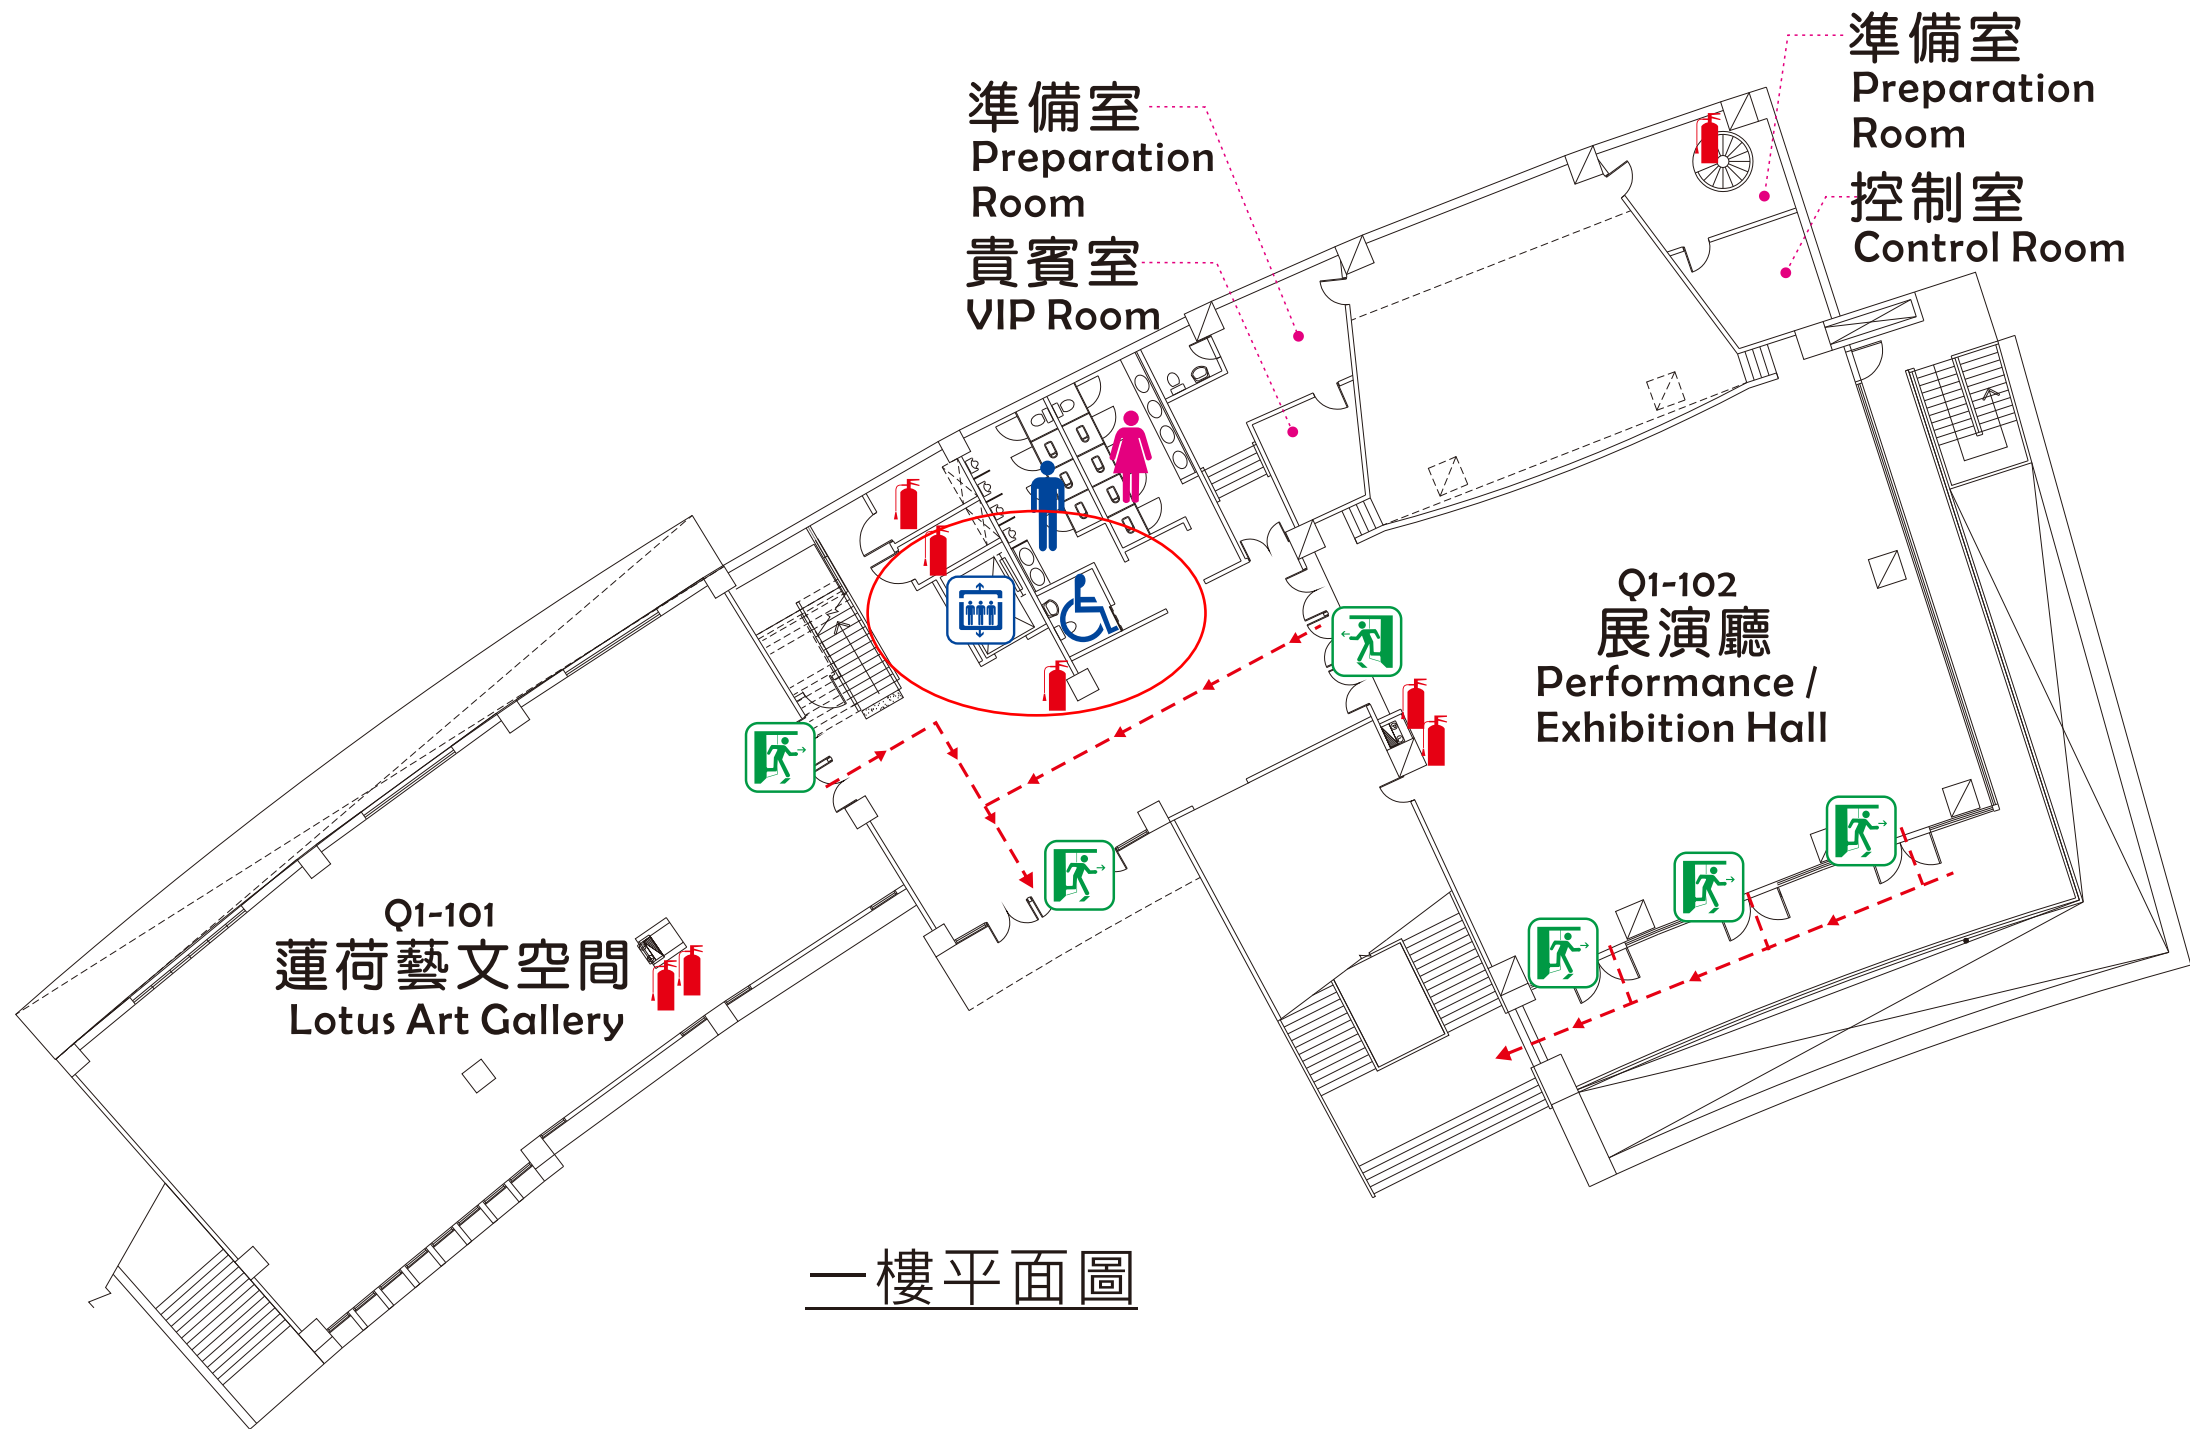 準備室
Preparation
Room
控制室
Control Room
準備室
Preparation
Room
貴賓室
VIP Room
Q1-102
展演廳
Performance /
Exhibition Hall
Q1-101
蓮荷藝文空間
Lotus Art Gallery
一樓平面圖